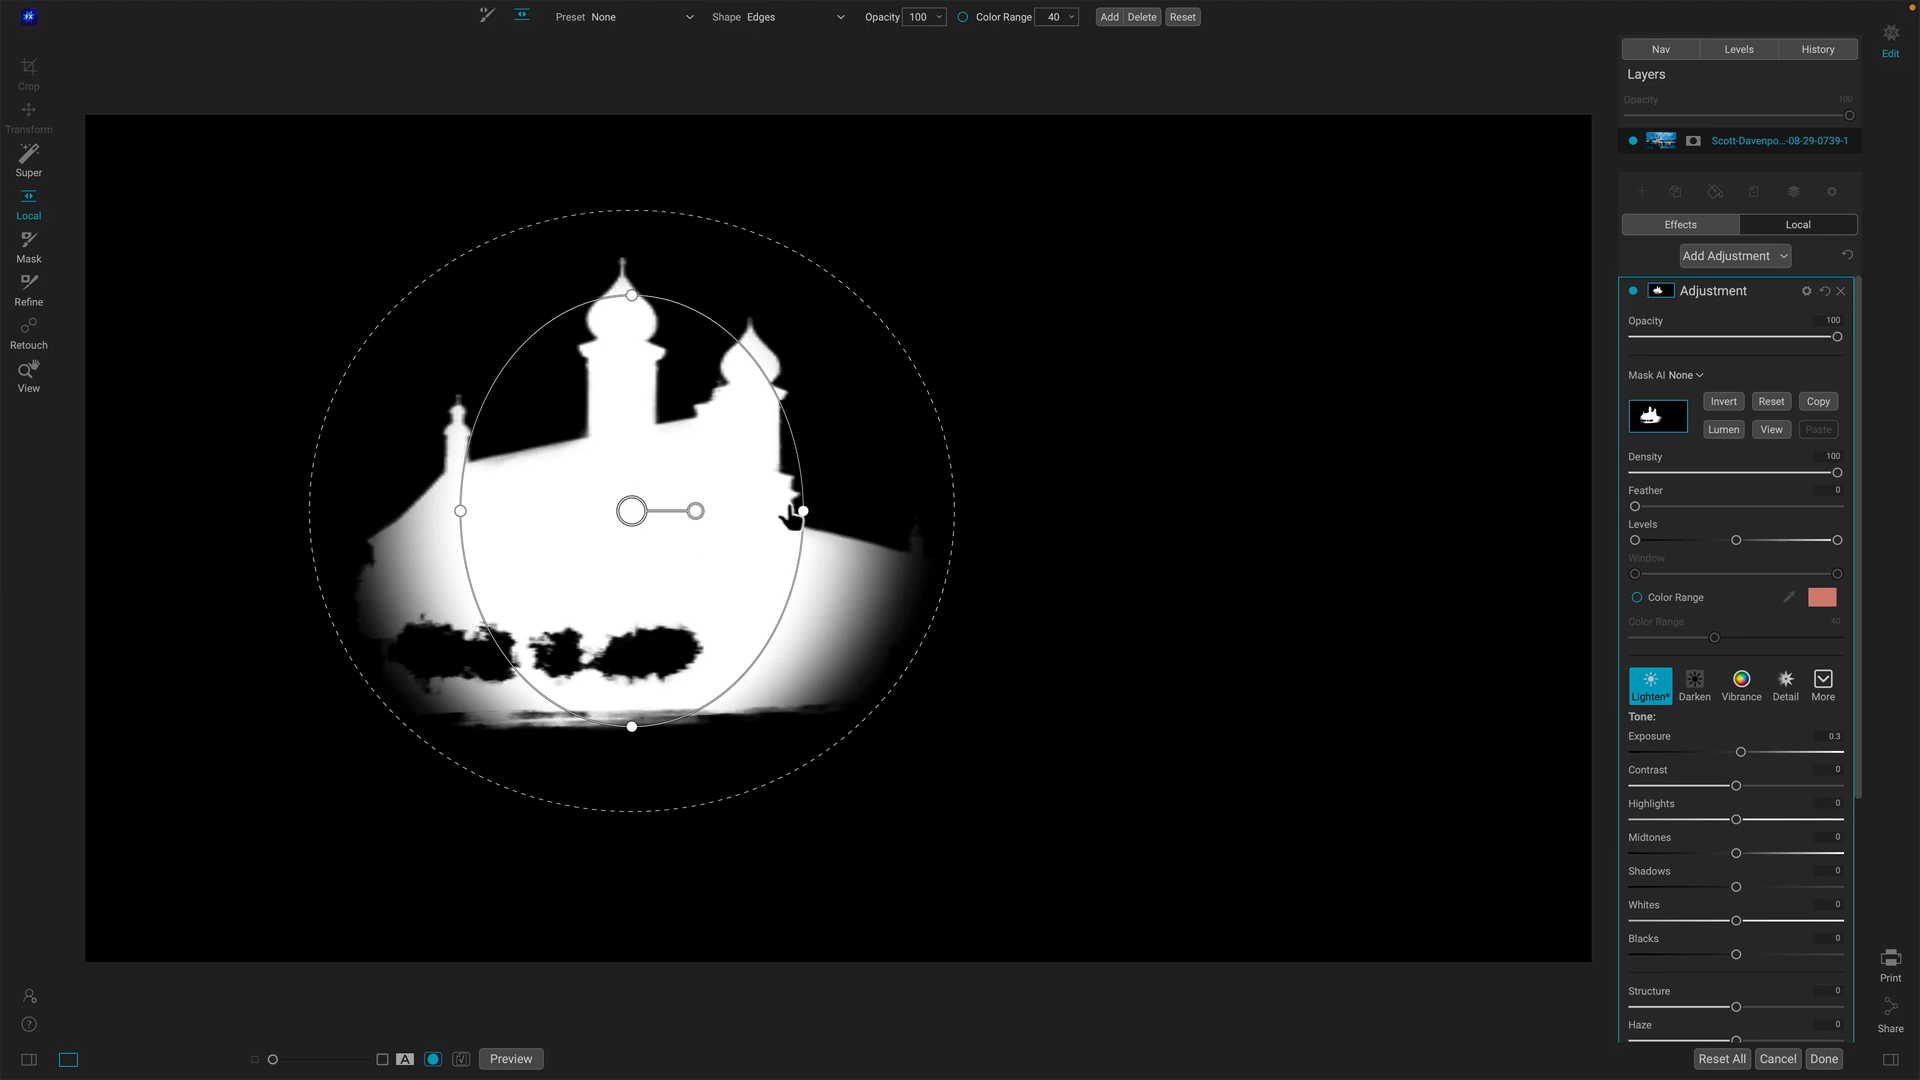 Preset None
Shape Edges
Opacity 100
Color Range 40
Add
Delete
Reset
Edit
Nav
Levels
History
Layers
Opacity 100
Scott-Davenpo...-08-29-0739-1
Effects
Local
Add Adjustment
Adjustment
Opacity 100
Mask AI None
Invert
Reset
Copy
Lumen
View
Paste
Density 100
Feather 0
Levels
Window
Color Range
Color Range 40
Lighten*
Darken
Vibrance
Detail
More
Tone:
Exposure 0.3
Contrast 0
Highlights 0
Midtones 0
Shadows 0
Whites 0
Blacks 0
Structure 0
Haze 0
Crop
Transform
Super
Local
Mask
Refine
Retouch
View
?
A
Preview
Reset All
Cancel
Done
Print
Share